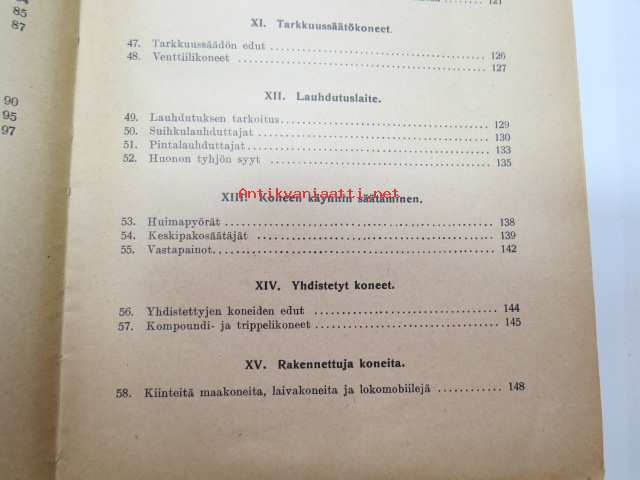 85
87
90
95
97
121
XI. Tarkkuussäätökoneet.
47. Tarkkuussäädön edut 126
48. Venttiilikoneet 127
XII. Lauhdutuslaite.
49. Lauhdutuksen tarkoitus 129
50. Suihkulauhduttajat 130
51. Pintalauhduttajat 133
52. Huonon tyhjön syyt 135
Antikvariaatti.net
XIII. Koneen käynnin säätäminen.
53. Huimapyörät 138
54. Keskipakosäätäjät 139
55. Vastapainot 142
XIV. Yhdistetyt koneet.
56. Yhdistettyjen koneiden edut 144
57. Kompoundi- ja trippelikoneet 145
XV. Rakennettuja koneita.
58. Kiinteitä maakoneita, laivakoneita ja lokomobiilejä 148